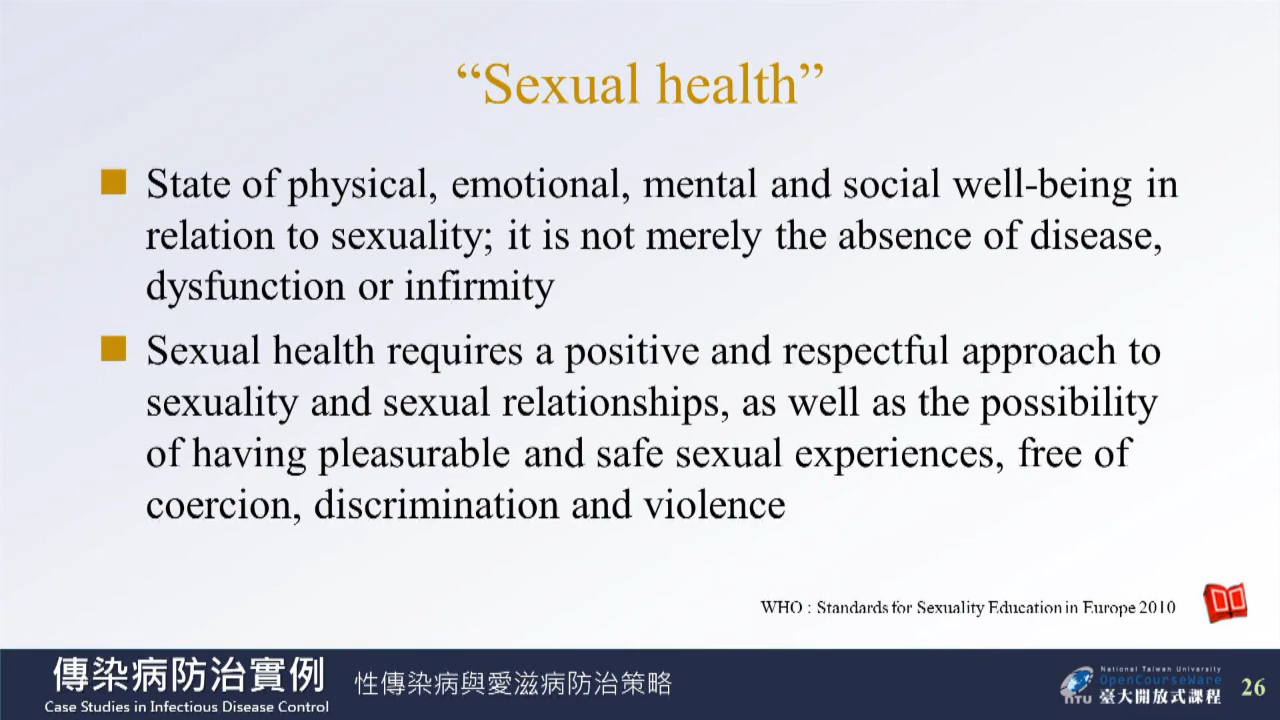 “Sexual health”
State of physical, emotional, mental and social well-being in
relation to sexuality; it is not merely the absence of disease,
dysfunction or infirmity
Sexual health requires a positive and respectful approach to
sexuality and sexual relationships, as well as the possibility
of having pleasurable and safe sexual experiences, free of
coercion, discrimination and violence
WHO : Standards for Sexuality Education in Europe 2010
傳染病防治實例
Case Studies in Infectious Disease Control
性傳染病與愛滋病防治策略
National Taiwan University
OpenCourseWare
NTU 臺大開放式課程
26